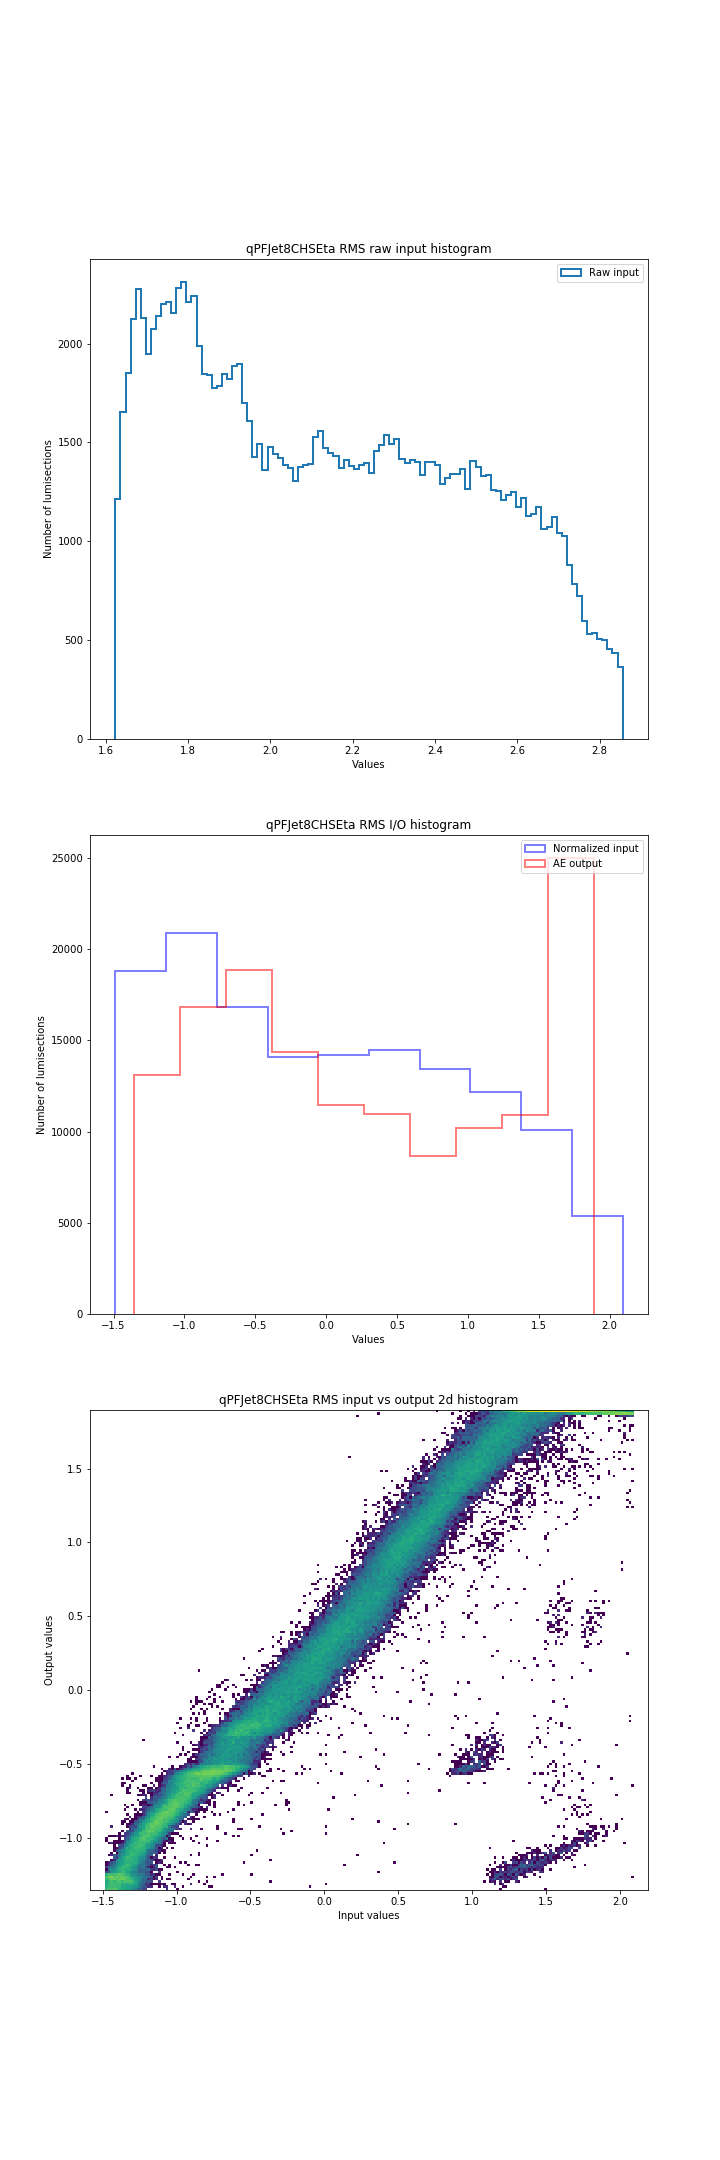 qPFJet8CHSEta RMS raw input histogram
Raw input
2000
1500
1000
500
0
Number of lumisections
1.6 1.8 2.0 2.2 2.4 2.6 2.8
Values
qPFJet8CHSEta RMS I/O histogram
Normalized input
AE output
25000
20000
15000
10000
5000
0
Number of lumisections
−1.5 −1.0 −0.5 0.0 0.5 1.0 1.5 2.0
Values
qPFJet8CHSEta RMS input vs output 2d histogram
1.5
1.0
0.5
0.0
−0.5
−1.0
Output values
−1.5 −1.0 −0.5 0.0 0.5 1.0 1.5 2.0
Input values